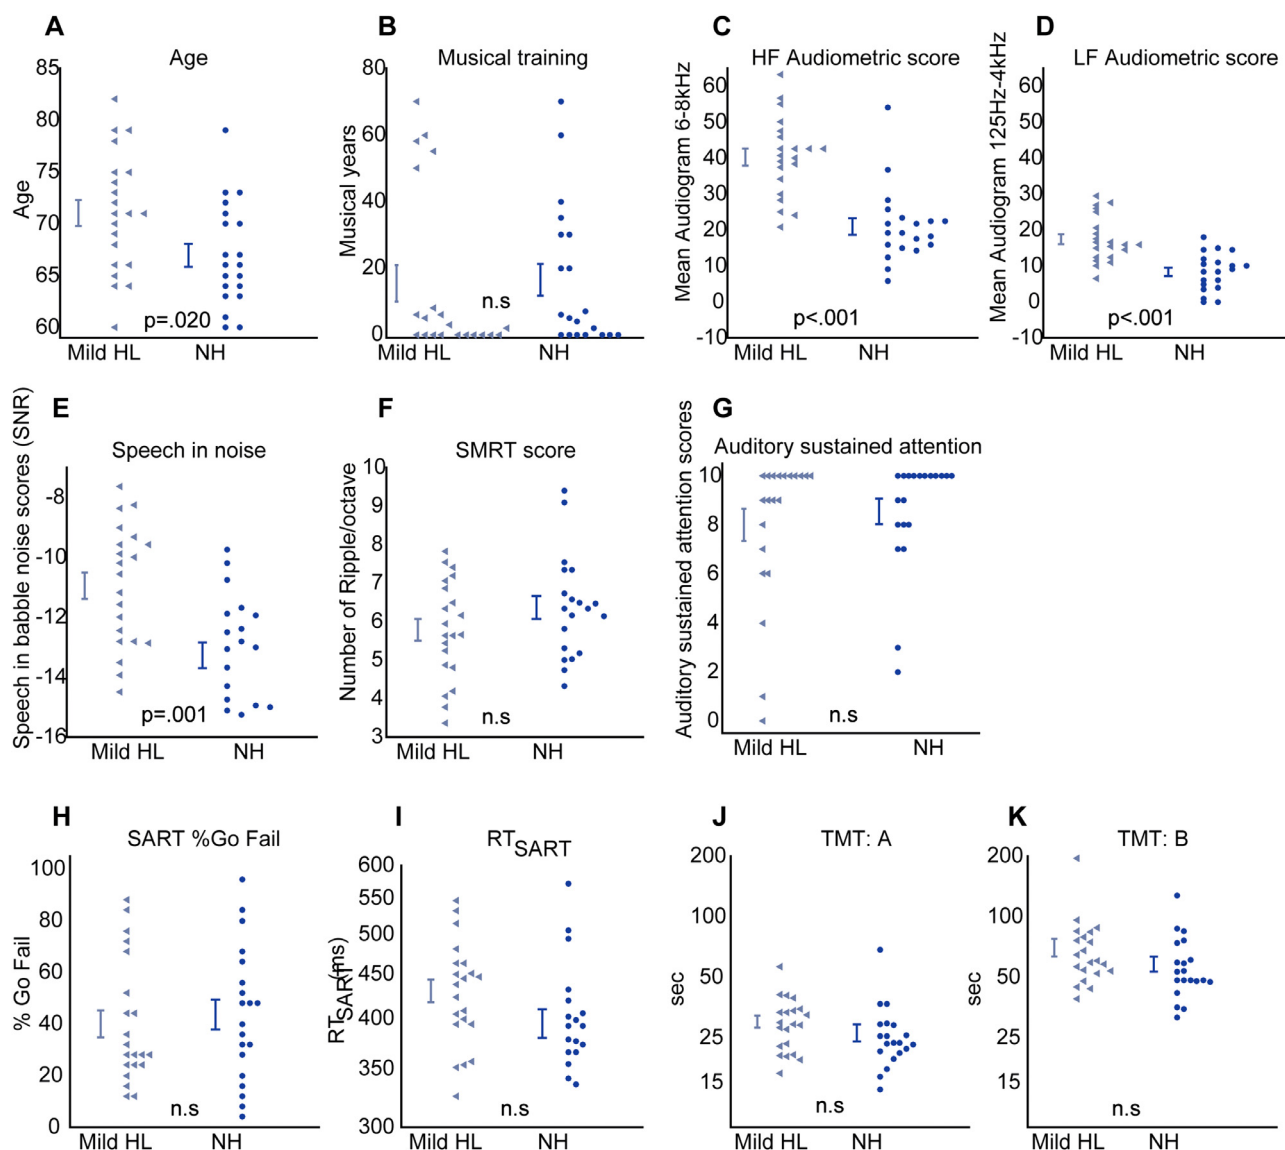 A
Age
Age
85
80
75
70
65
60
p=.020
Mild HL
NH
B
Musical training
Musical years
80
60
40
20
0
n.s
Mild HL
NH
C
HF Audiometric score
Mean Audiogram 6-8kHz
60
50
40
30
20
10
0
-10
p<.001
Mild HL
NH
D
LF Audiometric score
Mean Audiogram 125Hz-4kHz
60
50
40
30
20
10
0
-10
p<.001
Mild HL
NH
E
Speech in noise
Speech in babble noise scores (SNR)
-8
-10
-12
-14
-16
p=.001
Mild HL
NH
F
SMRT score
Number of Ripple/octave
10
9
8
7
6
5
4
3
n.s
Mild HL
NH
G
Auditory sustained attention
Auditory sustained attention scores
10
8
6
4
2
0
n.s
Mild HL
NH
H
SART %Go Fail
% Go Fail
100
80
60
40
20
0
n.s
Mild HL
NH
I
RT SART
RT SART (ms)
600
550
500
450
400
350
300
n.s
Mild HL
NH
J
TMT: A
sec
200
100
50
25
15
n.s
Mild HL
NH
K
TMT: B
sec
200
100
50
25
15
n.s
Mild HL
NH